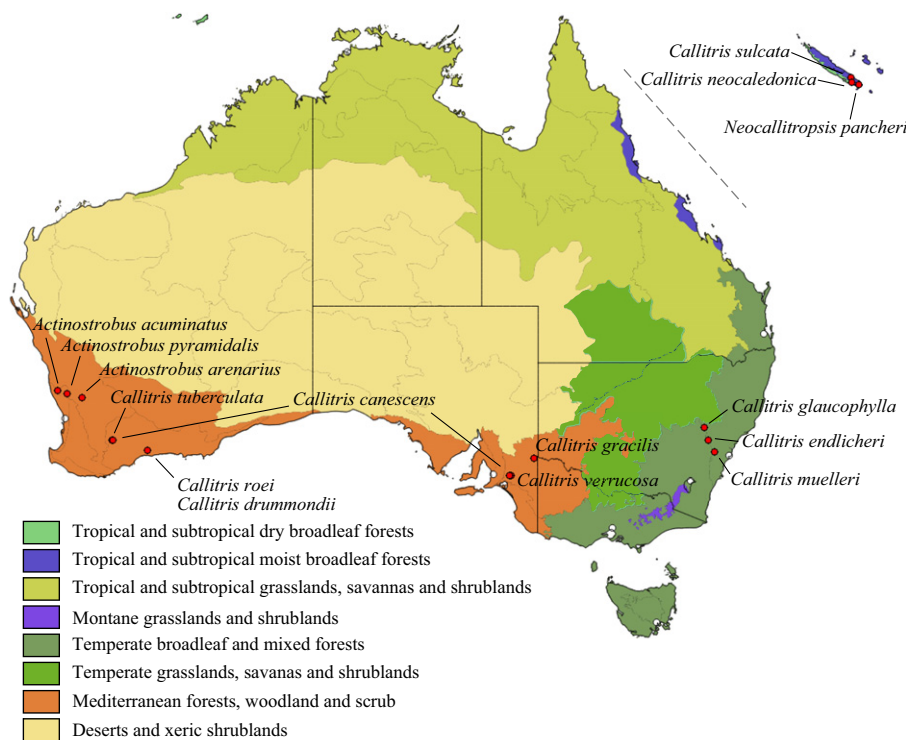 Callitris sulcata
Callitris neocaledonica
Neocallitropsis pancheri
Actinostrobus acuminatus
Actinostrobus pyramidalis
Actinostrobus arenarius
Callitris tuberculata
Callitris canescens
Callitris glaucophylla
Callitris gracilis
Callitris endlicheri
Callitris verrucosa
Callitris muelleri
Callitris roei
Callitris drummondii
Tropical and subtropical dry broadleaf forests
Tropical and subtropical moist broadleaf forests
Tropical and subtropical grasslands, savannas and shrublands
Montane grasslands and shrublands
Temperate broadleaf and mixed forests
Temperate grasslands, savanas and shrublands
Mediterranean forests, woodland and scrub
Deserts and xeric shrublands